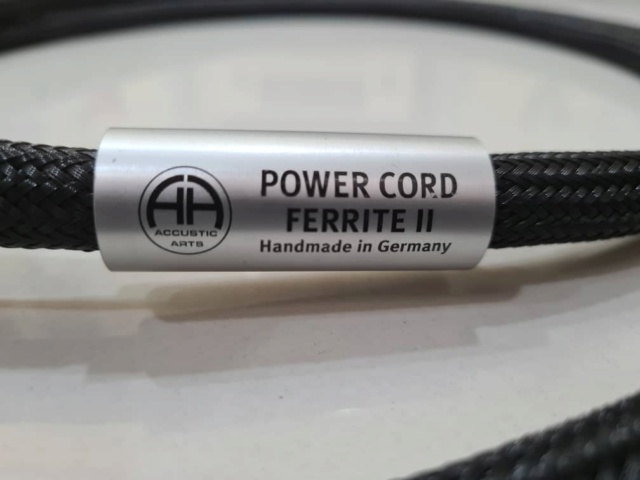 AA
ACCUSTIC
ARTS
POWER CORD
FERRITE II
Handmade in Germany